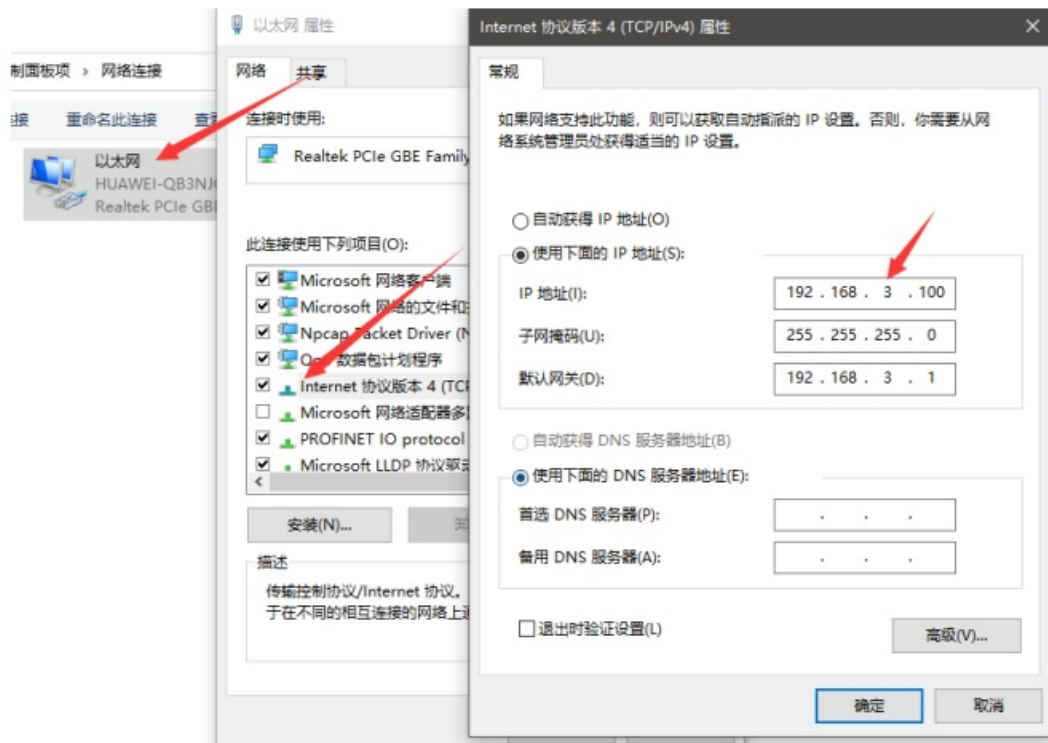 制面板项 › 网络连接
重命名此连接
以太网
HUAWEI-QB3NJ
Realtek PCIe GB
以太网 属性
网络
共享
连接时使用:
Realtek PCIe GBE Family
此连接使用下列项目(O):
Microsoft 网络客户端
Microsoft 网络的文件和
Npcap Packet Driver (N
QoS 数据包计划程序
Internet 协议版本 4 (TCP
Microsoft 网络适配器多
PROFINET IO protocol
Microsoft LLDP 协议驱
安装(N)...
描述
传输控制协议/Internet 协议。
于在不同的相互连接的网络上
Internet 协议版本 4 (TCP/IPv4) 属性
常规
如果网络支持此功能，则可以获取自动指派的 IP 设置。否则，你需要从网
络系统管理员处获得适当的 IP 设置。
自动获得 IP 地址(O)
使用下面的 IP 地址(S):
IP 地址(I):
192 . 168 . 3 . 100
子网掩码(U):
255 . 255 . 255 . 0
默认网关(D):
192 . 168 . 3 . 1
自动获得 DNS 服务器地址(B)
使用下面的 DNS 服务器地址(E):
首选 DNS 服务器(P):
. . .
备用 DNS 服务器(A):
. . .
退出时验证设置(L)
高级(V)...
确定
取消